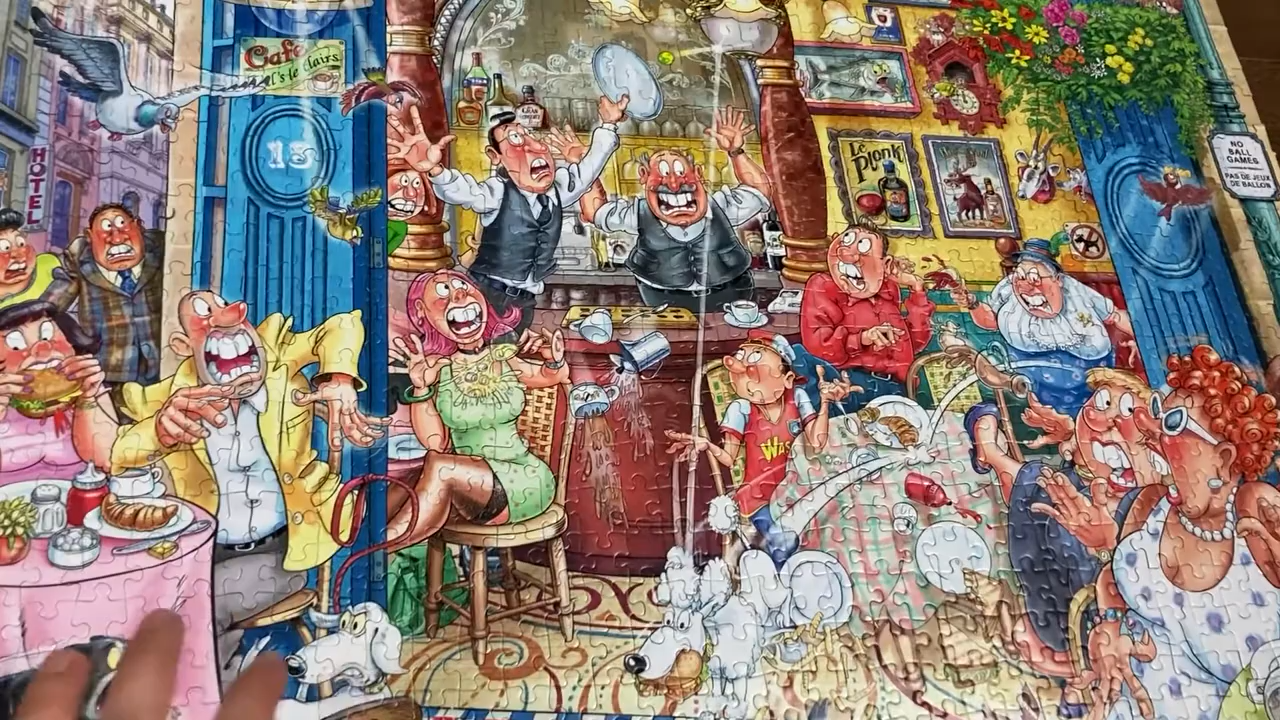 Cafe
13
HOTEL
Le
Plonk
NO
BALL
GAMES
PAS DE JEUX
DE BALLON
WAS